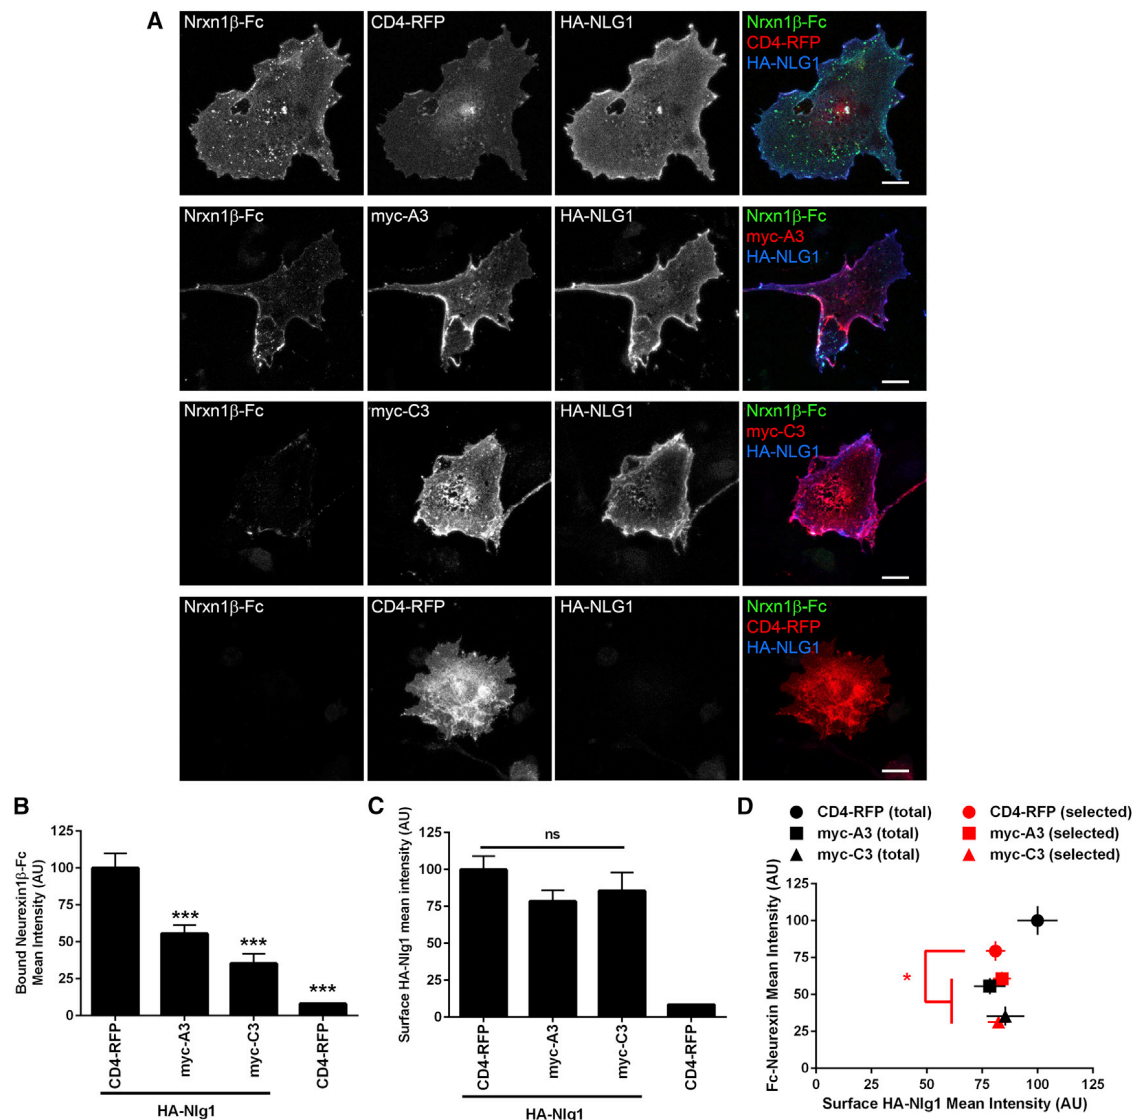 A
Nrxn1β-Fc
CD4-RFP
HA-NLG1
Nrxn1β-Fc
CD4-RFP
HA-NLG1
Nrxn1β-Fc
myc-A3
HA-NLG1
Nrxn1β-Fc
myc-A3
HA-NLG1
Nrxn1β-Fc
myc-C3
HA-NLG1
Nrxn1β-Fc
myc-C3
HA-NLG1
Nrxn1β-Fc
CD4-RFP
HA-NLG1
Nrxn1β-Fc
CD4-RFP
HA-NLG1
B
Bound Neurexin1β-Fc
Mean Intensity (AU)
125
100
75
50
25
0
***
***
***
CD4-RFP
myc-A3
myc-C3
CD4-RFP
HA-Nlg1
C
Surface HA-Nlg1 mean intensity (AU)
125
100
75
50
25
0
ns
CD4-RFP
myc-A3
myc-C3
CD4-RFP
HA-Nlg1
D
CD4-RFP (total)
myc-A3 (total)
myc-C3 (total)
CD4-RFP (selected)
myc-A3 (selected)
myc-C3 (selected)
Fc-Neurexin Mean Intensity (AU)
125
100
75
50
25
0
*
0
25
50
75
100
125
Surface HA-Nlg1 Mean Intensity (AU)